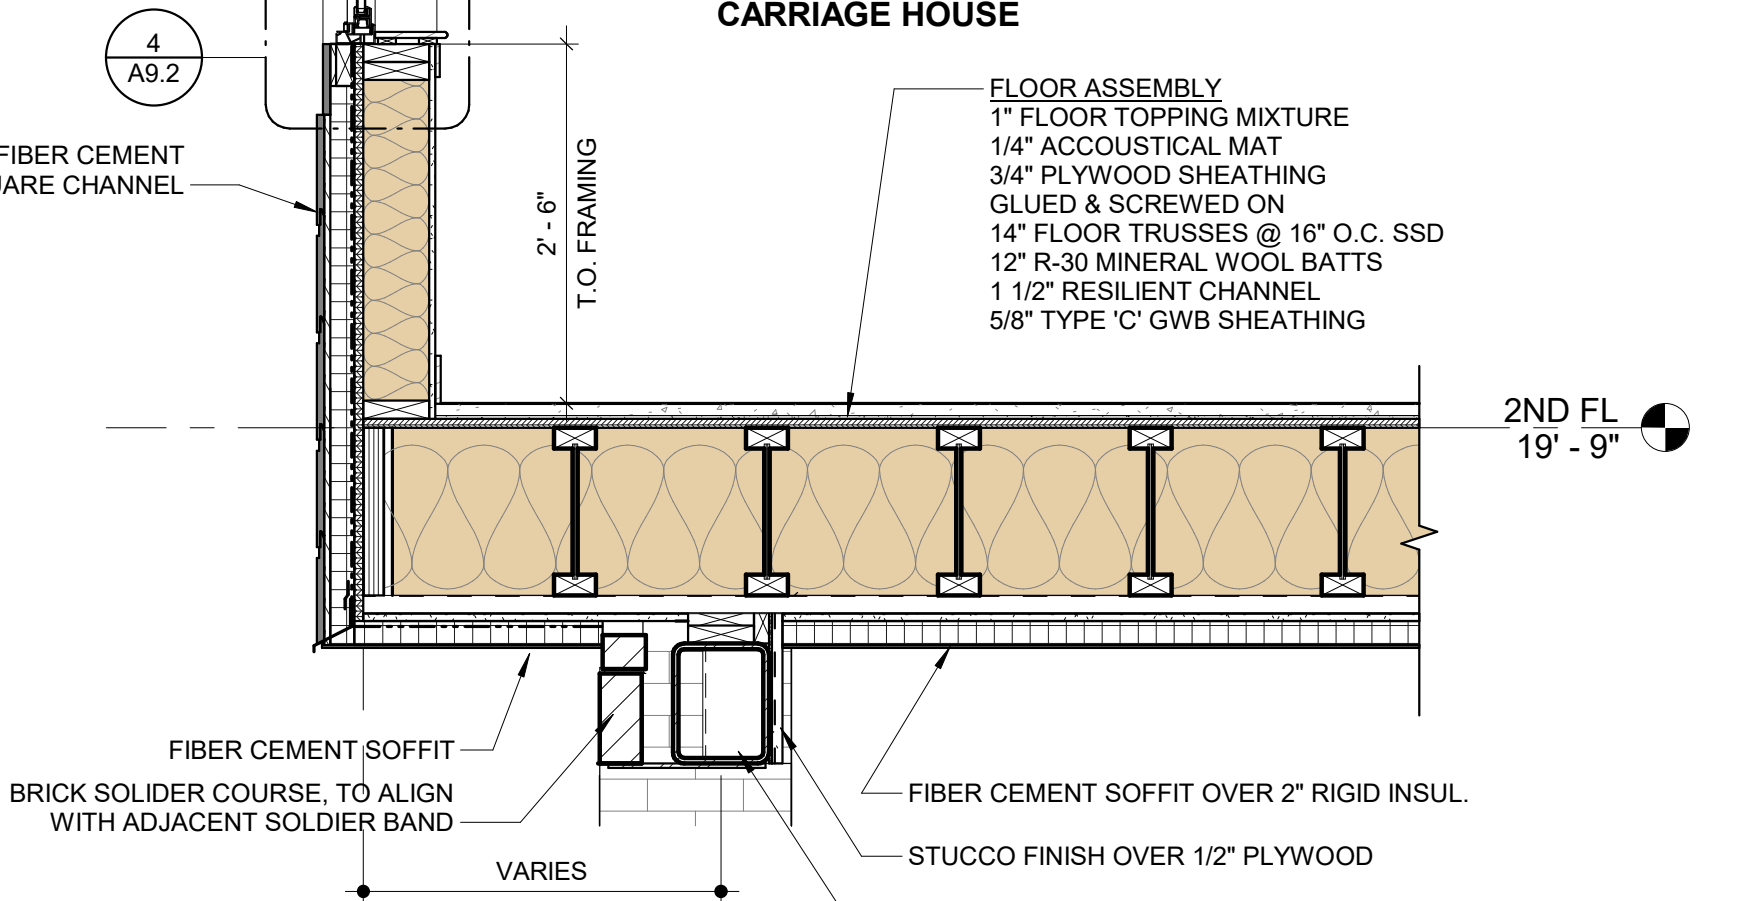 CARRIAGE HOUSE
4
A9.2
FIBER CEMENT
UARE CHANNEL
2' - 6"
T.O. FRAMING
FLOOR ASSEMBLY
1" FLOOR TOPPING MIXTURE
1/4" ACCOUSTICAL MAT
3/4" PLYWOOD SHEATHING
GLUED & SCREWED ON
14" FLOOR TRUSSES @ 16" O.C. SSD
12" R-30 MINERAL WOOL BATTS
1 1/2" RESILIENT CHANNEL
5/8" TYPE 'C' GWB SHEATHING
2ND FL
19' - 9"
FIBER CEMENT SOFFIT
BRICK SOLIDER COURSE, TO ALIGN
WITH ADJACENT SOLDIER BAND
VARIES
FIBER CEMENT SOFFIT OVER 2" RIGID INSUL.
STUCCO FINISH OVER 1/2" PLYWOOD